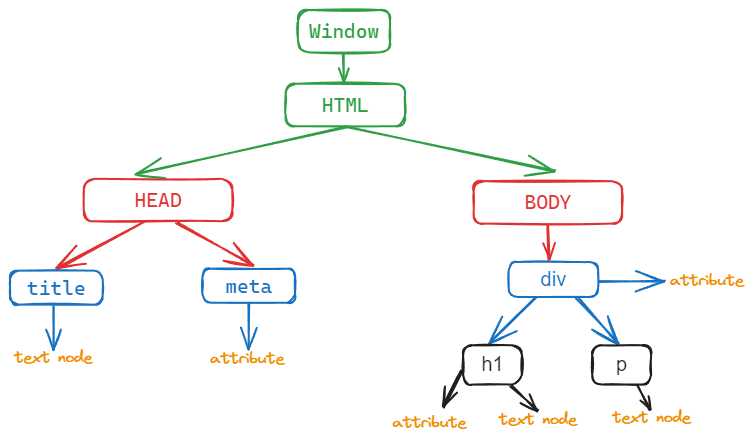 Window
HTML
HEAD
BODY
title
meta
div
attribute
text node
attribute
h1
p
attribute
text node
text node